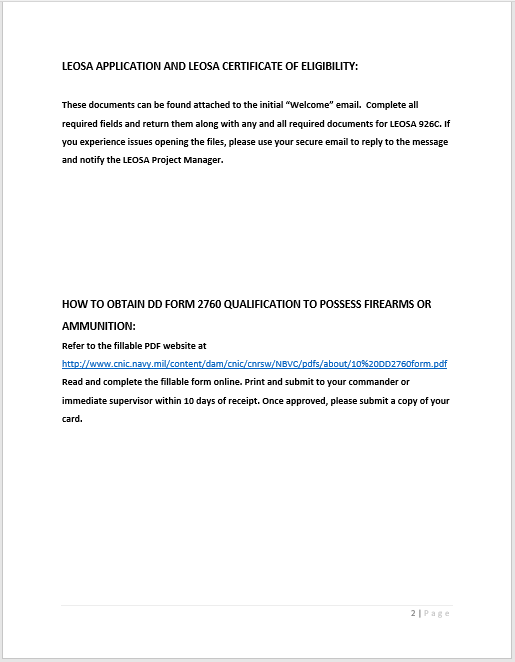 LEOSA APPLICATION AND LEOSA CERTIFICATE OF ELIGIBILITY:
These documents can be found attached to the initial “Welcome” email.  Complete all
required fields and return them along with any and all required documents for LEOSA 926C. If
you experience issues opening the files, please use your secure email to reply to the message
and notify the LEOSA Project Manager.
HOW TO OBTAIN DD FORM 2760 QUALIFICATION TO POSSESS FIREARMS OR
AMMUNITION:
Refer to the fillable PDF website at
http://www.cnic.navy.mil/content/dam/cnic/cnrsw/NBVC/pdfs/about/10%20DD2760form.pdf
Read and complete the fillable form online. Print and submit to your commander or
immediate supervisor within 10 days of receipt. Once approved, please submit a copy of your
card.
2 | Page